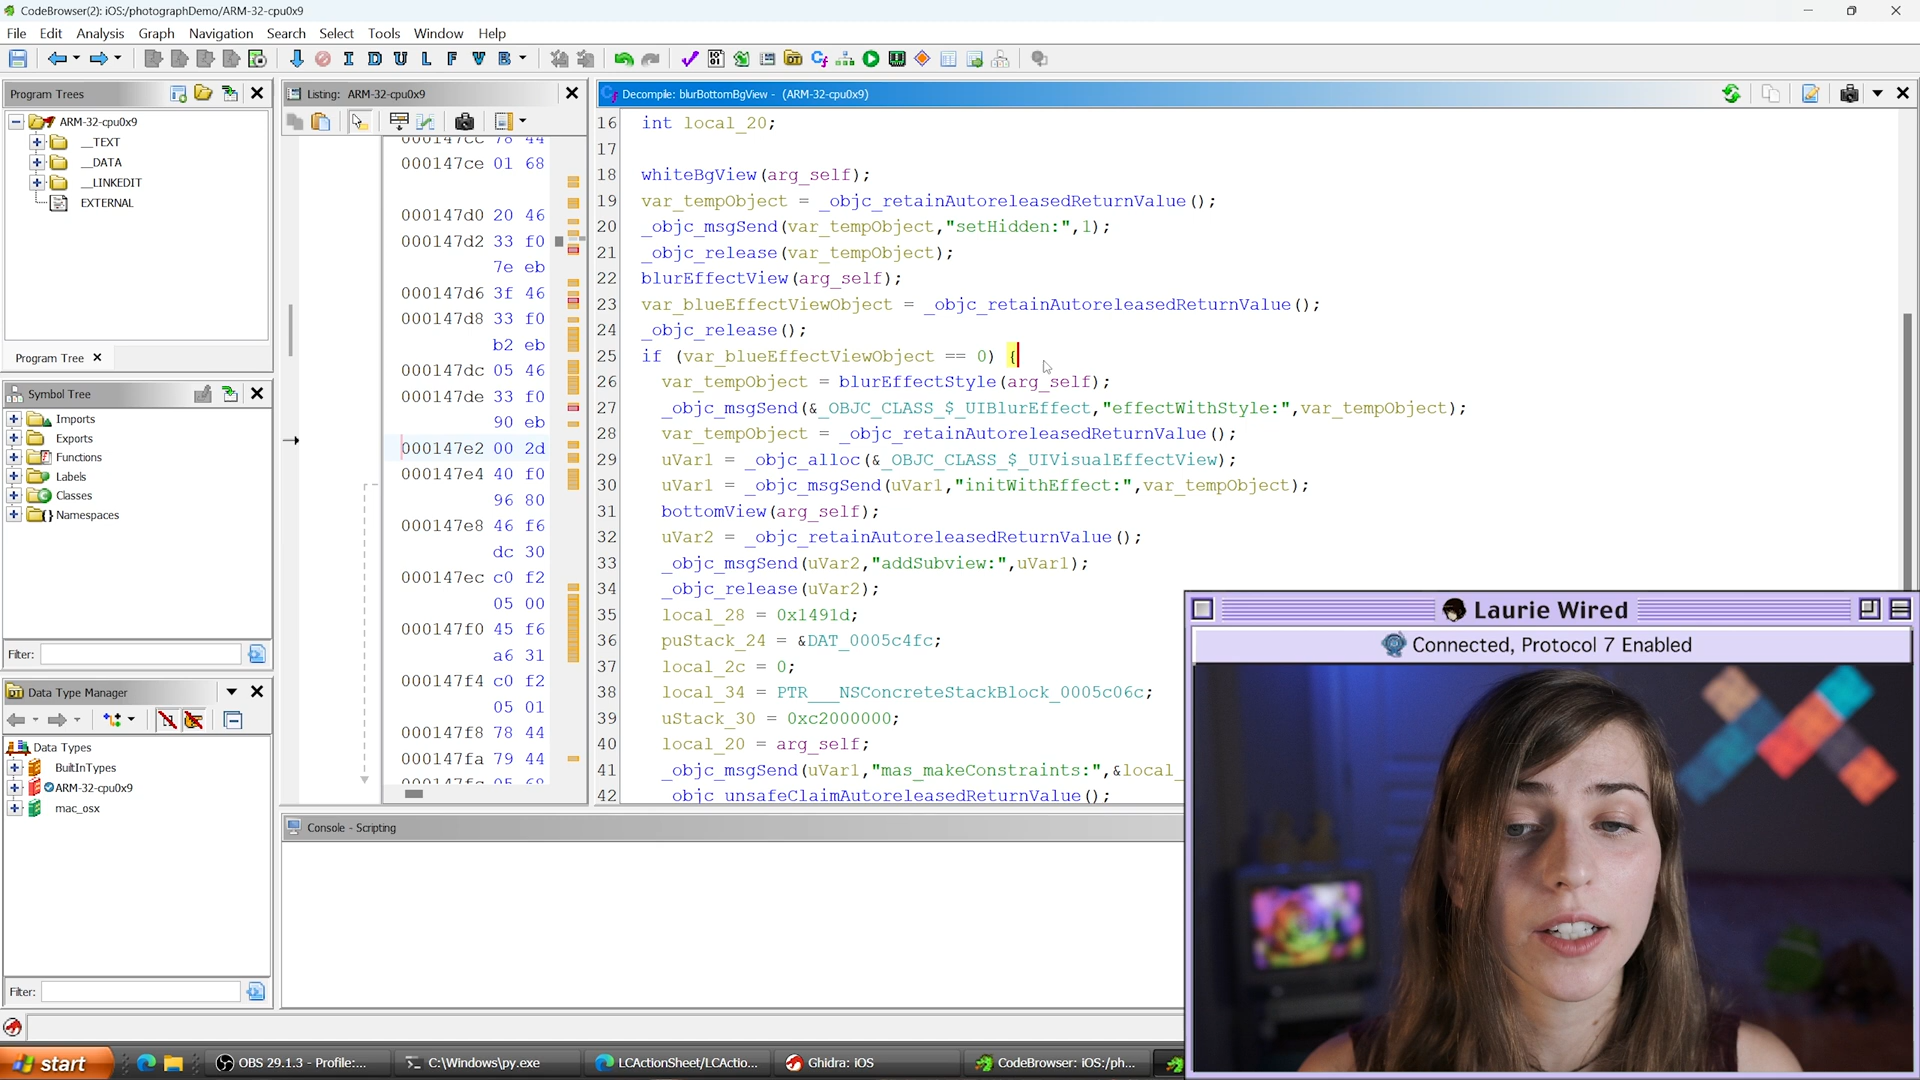 CodeBrowser(2): iOS:/photographDemo/ARM-32-cpu0x9
File Edit Analysis Graph Navigation Search Select Tools Window Help
I D U L F V B
Program Trees
ARM-32-cpu0x9
__TEXT
__DATA
__LINKEDIT
EXTERNAL
Program Tree
Symbol Tree
Imports
Exports
Functions
Labels
Classes
Namespaces
Filter:
Data Type Manager
Data Types
BuiltInTypes
ARM-32-cpu0x9
mac_osx
Filter:
Listing: ARM-32-cpu0x9
000147cc 78 44
000147ce 01 68
000147d0 20 46
000147d2 33 f0
7e eb
000147d6 3f 46
000147d8 33 f0
b2 eb
000147dc 05 46
000147de 33 f0
90 eb
000147e2 00 2d
000147e4 40 f0
96 80
000147e8 46 f6
dc 30
000147ec c0 f2
05 00
000147f0 45 f6
a6 31
000147f4 c0 f2
05 01
000147f8 78 44
000147fa 79 44
Decompile: blurBottomBgView - (ARM-32-cpu0x9)
16 int local_20;
17
18 whiteBgView(arg_self);
19 var_tempObject = _objc_retainAutoreleasedReturnValue();
20 _objc_msgSend(var_tempObject,"setHidden:",1);
21 _objc_release(var_tempObject);
22 blurEffectView(arg_self);
23 var_blueEffectViewObject = _objc_retainAutoreleasedReturnValue();
24 _objc_release();
25 if (var_blueEffectViewObject == 0) {
26 var_tempObject = blurEffectStyle(arg_self);
27 _objc_msgSend(&_OBJC_CLASS_$_UIBlurEffect,"effectWithStyle:",var_tempObject);
28 var_tempObject = _objc_retainAutoreleasedReturnValue();
29 uVar1 = _objc_alloc(&_OBJC_CLASS_$_UIVisualEffectView);
30 uVar1 = _objc_msgSend(uVar1,"initWithEffect:",var_tempObject);
31 bottomView(arg_self);
32 uVar2 = _objc_retainAutoreleasedReturnValue();
33 _objc_msgSend(uVar2,"addSubview:",uVar1);
34 _objc_release(uVar2);
35 local_28 = 0x1491d;
36 puStack_24 = &DAT_0005c4fc;
37 local_2c = 0;
38 local_34 = PTR___NSConcreteStackBlock_0005c06c;
39 uStack_30 = 0xc2000000;
40 local_20 = arg_self;
41 _objc_msgSend(uVar1,"mas_makeConstraints:",&local_
42 _objc_unsafeClaimAutoreleasedReturnValue();
Console - Scripting
Laurie Wired
Connected, Protocol 7 Enabled
start
OBS 29.1.3 - Profile:...
C:\Windows\py.exe
LCActionSheet/LCActio...
Ghidra: iOS
CodeBrowser: iOS:/ph...